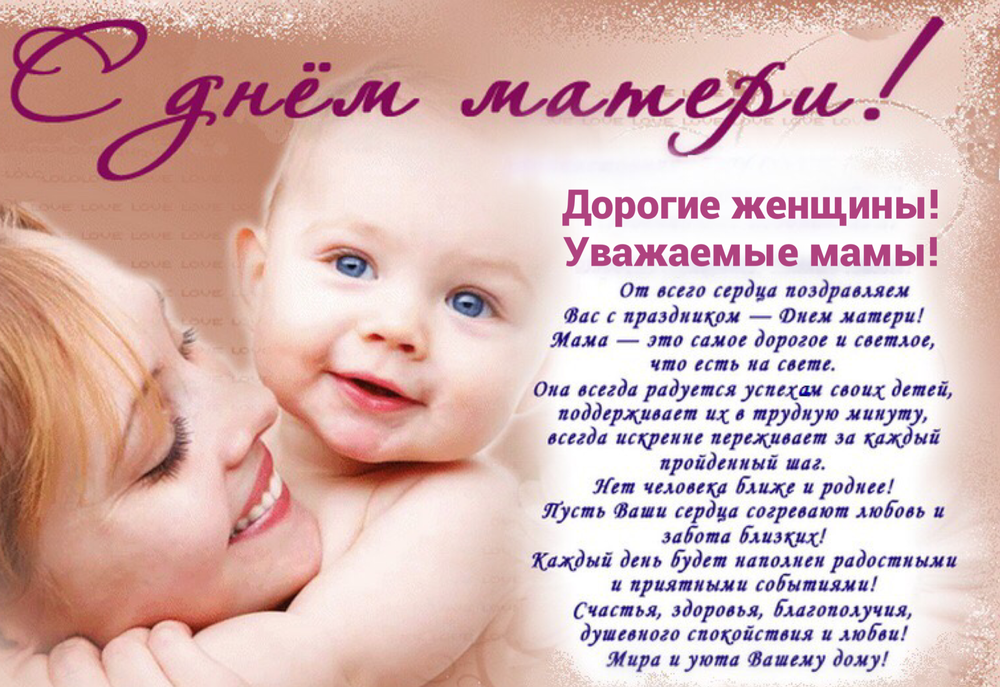 С днём матери!
Дорогие женщины!
Уважаемые мамы!
От всего сердца поздравляем
Вас с праздником — Днем матери!
Мама — это самое дорогое и светлое,
что есть на свете.
Она всегда радуется успехам своих детей,
поддерживает их в трудную минуту,
всегда искренне переживает за каждый
пройденный шаг.
Нет человека ближе и роднее!
Пусть Ваши сердца согревают любовь и
забота близких!
Каждый день будет наполнен радостными
и приятными событиями!
Счастья, здоровья, благополучия,
душевного спокойствия и любви!
Мира и уюта Вашему дому!